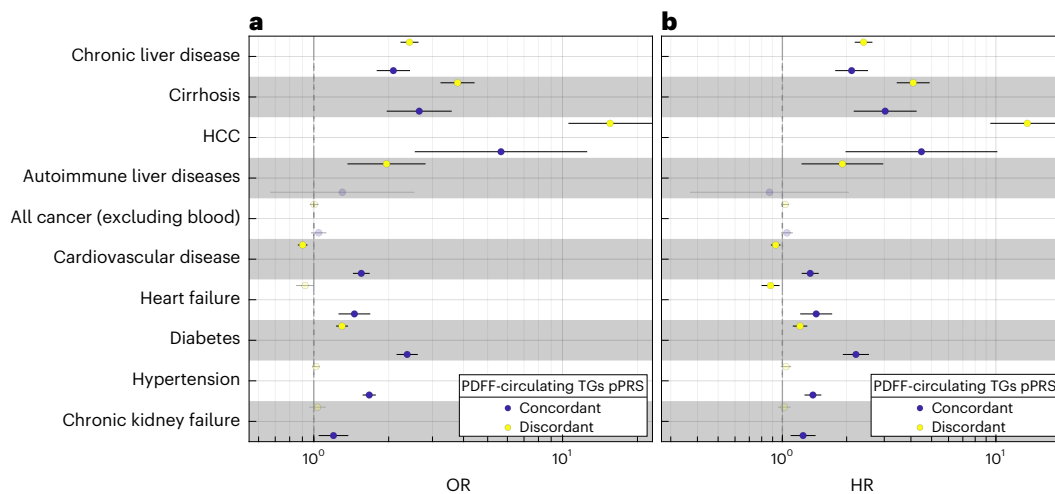 a
b
Chronic liver disease
Cirrhosis
HCC
Autoimmune liver diseases
All cancer (excluding blood)
Cardiovascular disease
Heart failure
Diabetes
Hypertension
Chronic kidney failure
PDFF-circulating TGs pPRS
Concordant
Discordant
10⁰
10¹
OR
PDFF-circulating TGs pPRS
Concordant
Discordant
10⁰
10¹
HR